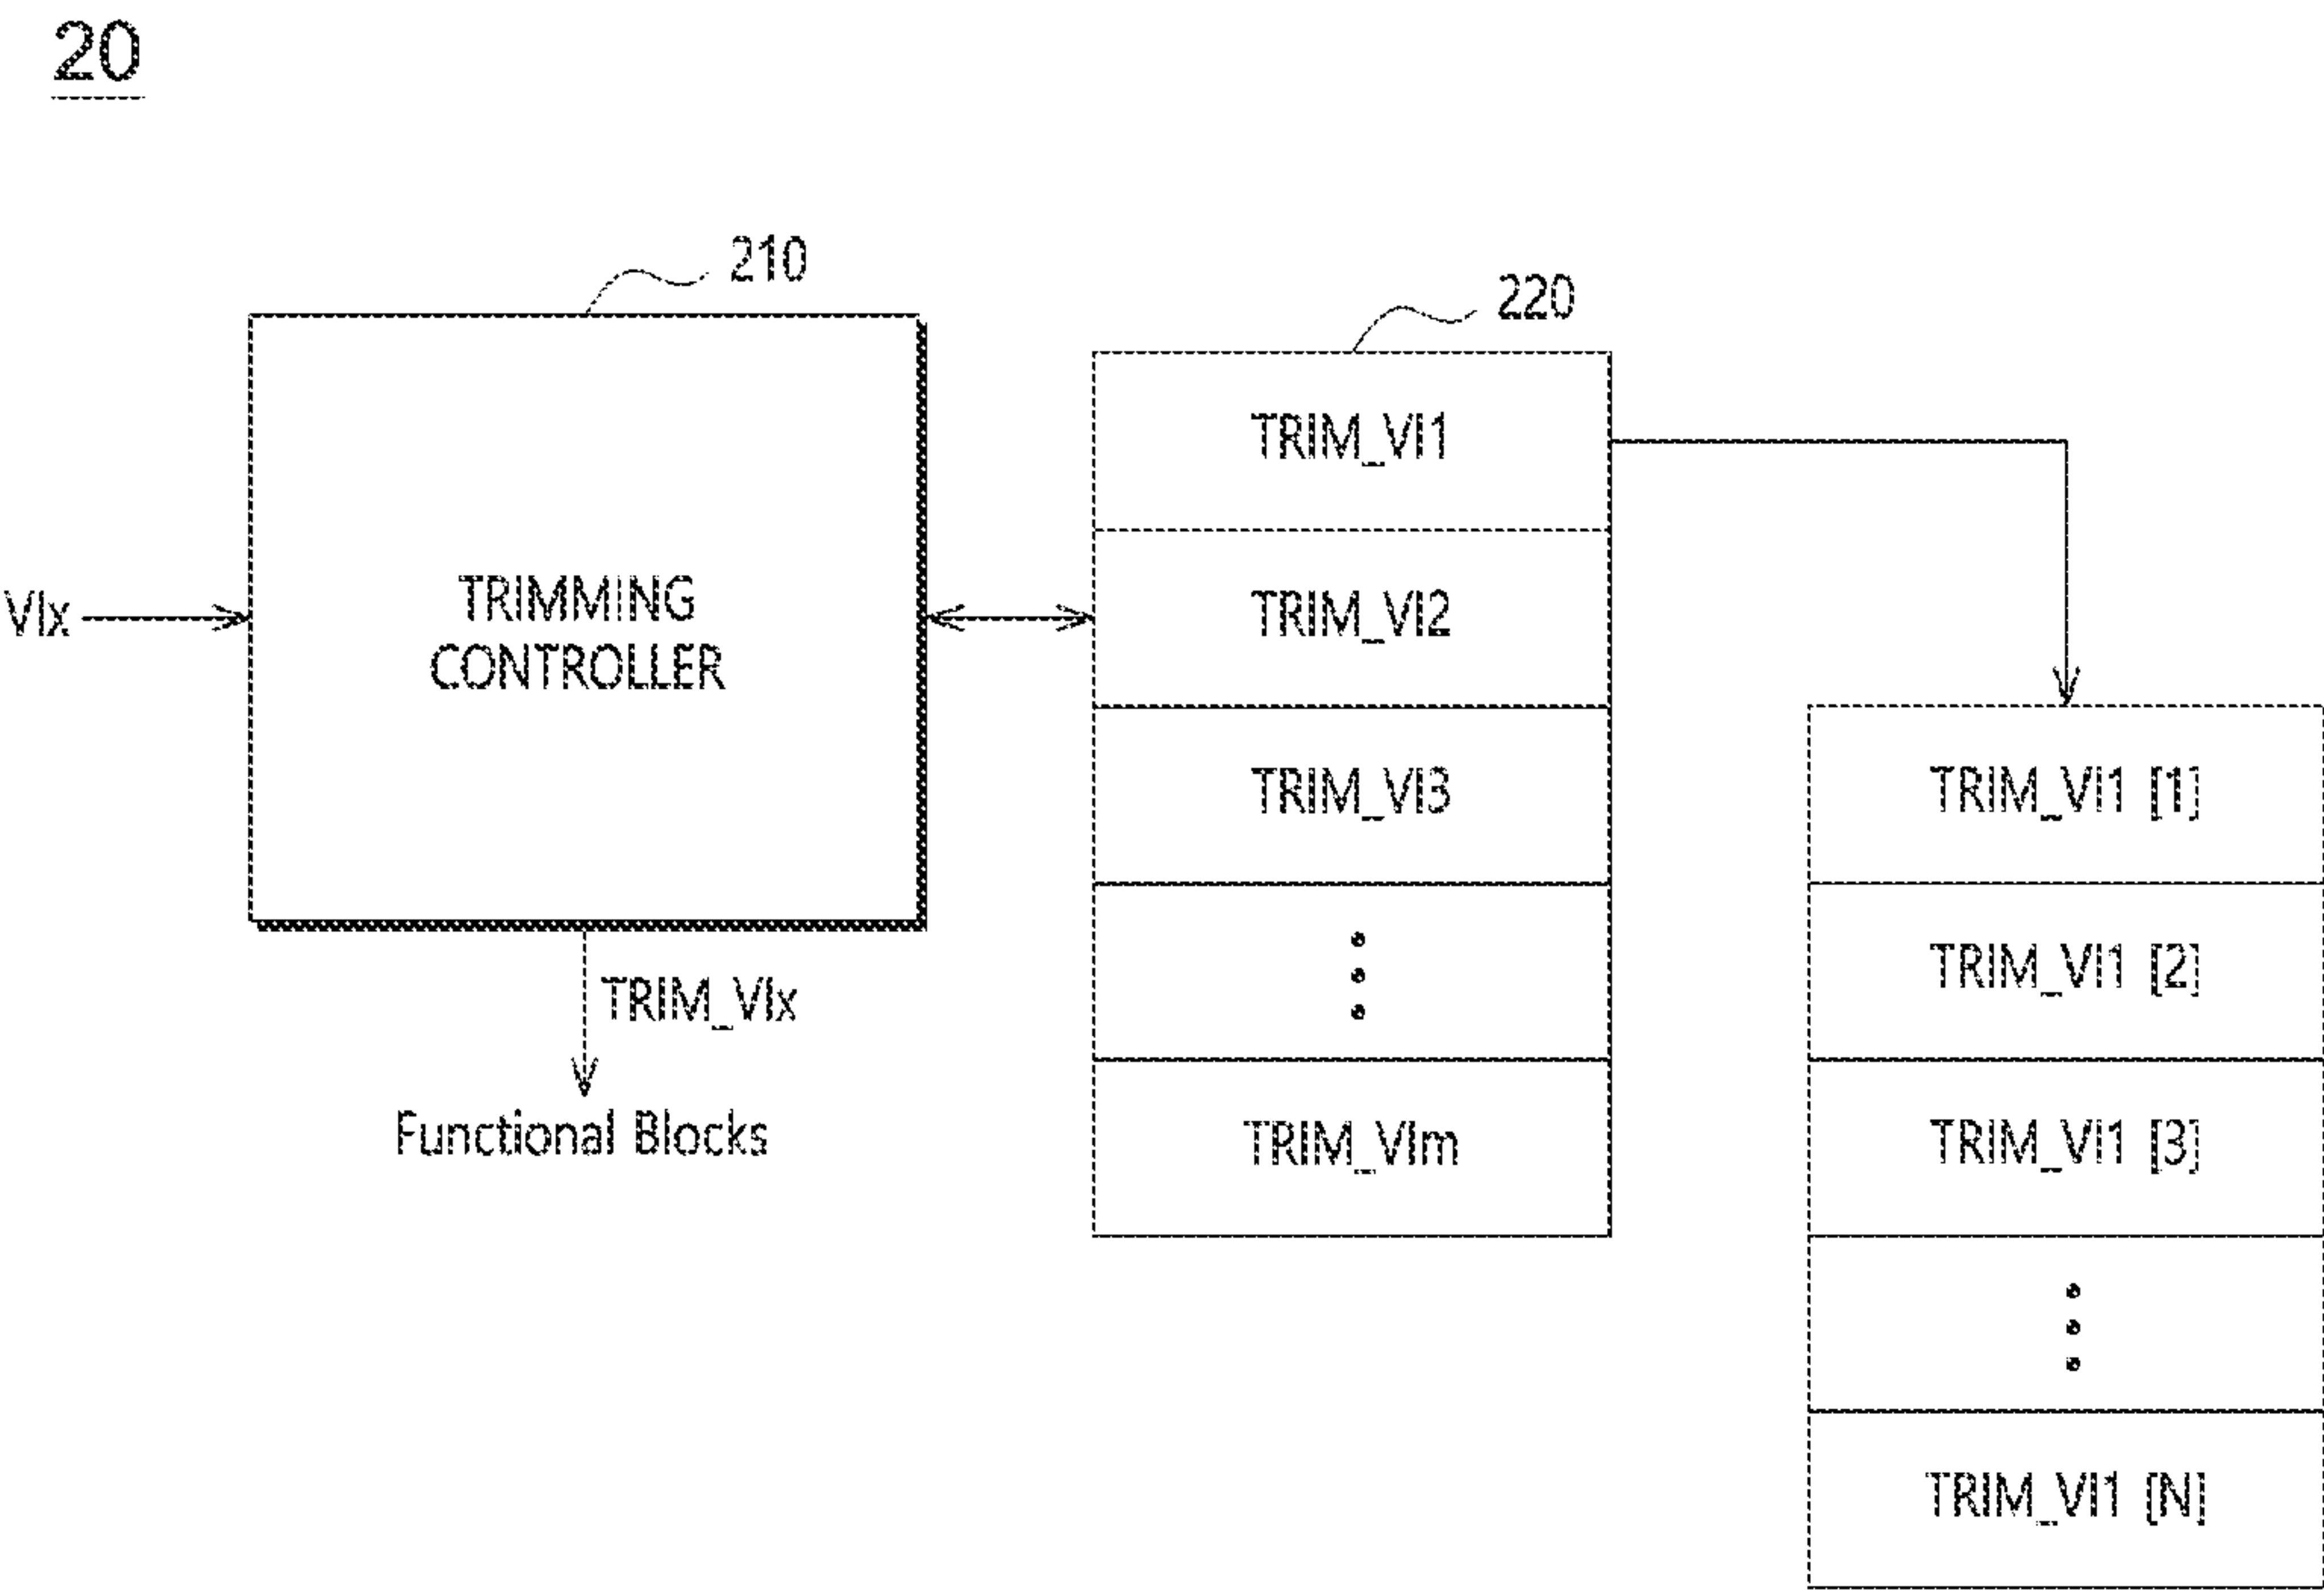 20
210
220
VIx
TRIMMING
CONTROLLER
TRIM_VIx
Functional Blocks
TRIM_VI1
TRIM_VI2
TRIM_VI3
TRIM_VIm
TRIM_VI1 [1]
TRIM_VI1 [2]
TRIM_VI1 [3]
TRIM_VI1 [N]